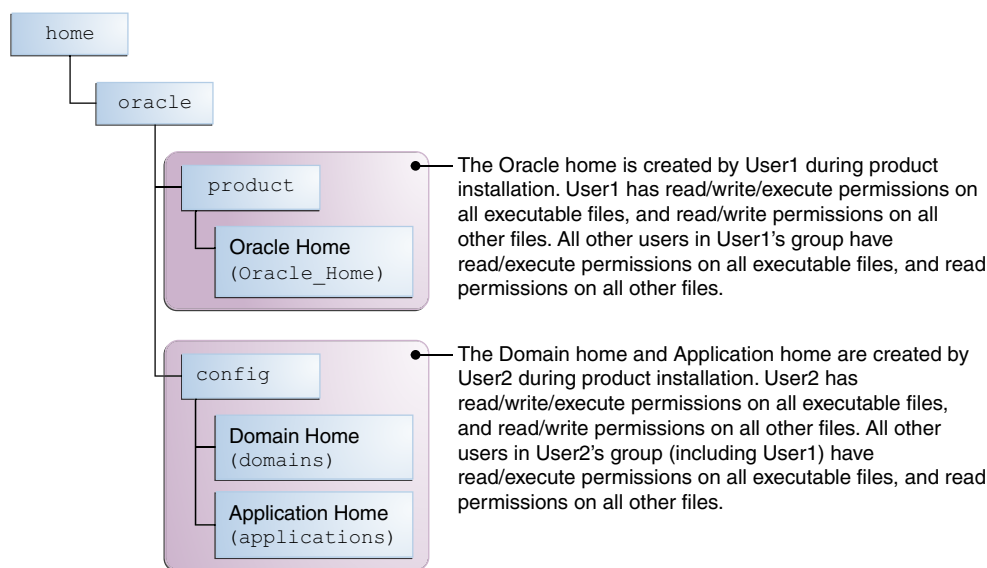 home
oracle
product
Oracle Home
(Oracle_Home)
The Oracle home is created by User1 during product
installation. User1 has read/write/execute permissions on
all executable files, and read/write permissions on all
other files. All other users in User1’s group have
read/execute permissions on all executable files, and read
permissions on all other files.
config
Domain Home
(domains)
Application Home
(applications)
The Domain home and Application home are created by
User2 during product installation. User2 has
read/write/execute permissions on all executable files,
and read/write permissions on all other files. All other
users in User2’s group (including User1) have
read/execute permissions on all executable files, and read
permissions on all other files.